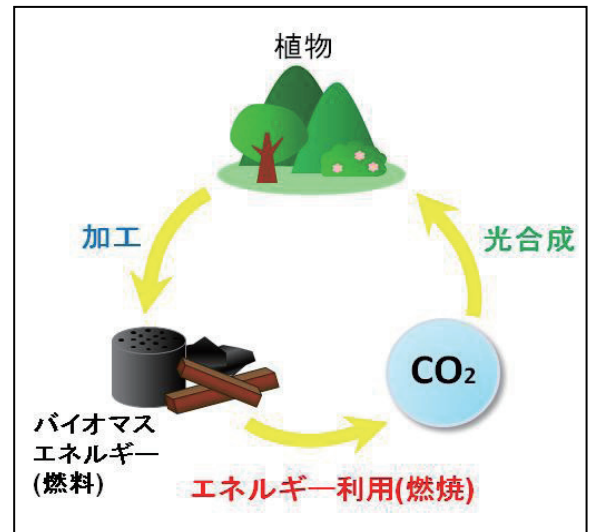 植物
加工
光合成
CO₂
バイオマス
エネルギー
(燃料)
エネルギー利用(燃焼)